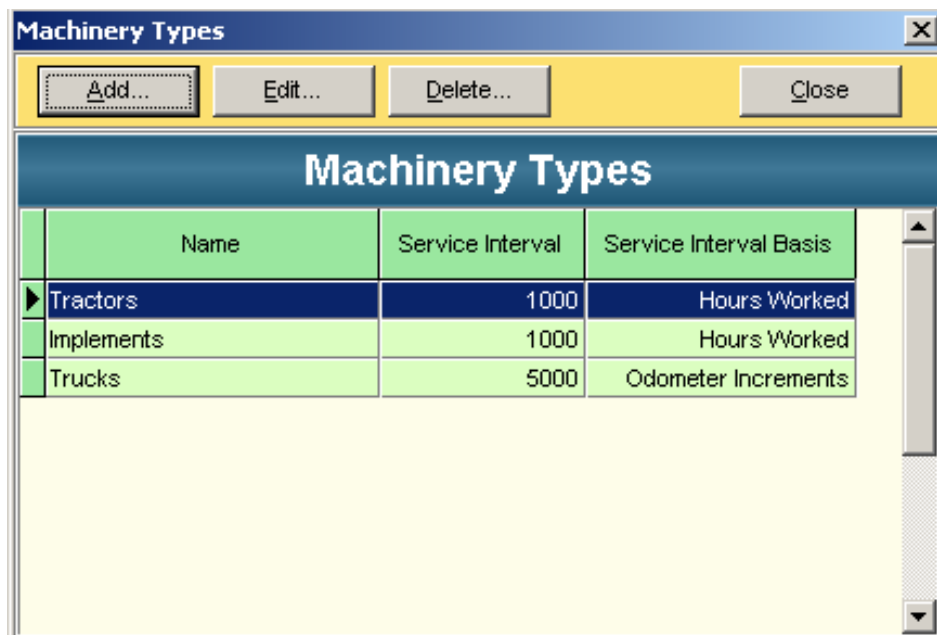 Machinery Types
Add... Edit... Delete... Close
Machinery Types
Name Service Interval Service Interval Basis
Tractors 1000 Hours Worked
Implements 1000 Hours Worked
Trucks 5000 Odometer Increments